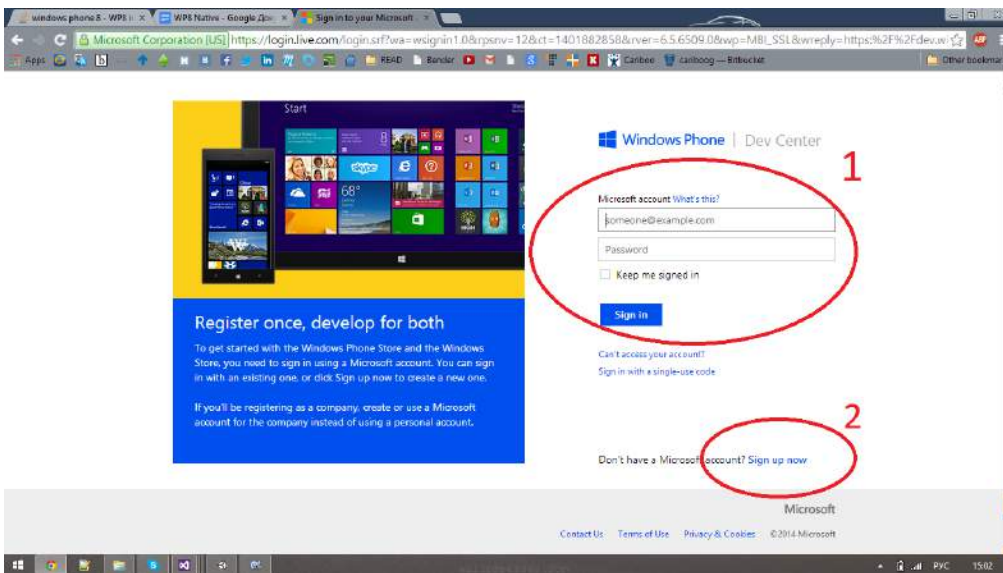 windows phone 8 - WP8
WP8 Native - Google Док
Sign in to your Microsoft
Microsoft Corporation [US] https://login.live.com/login.srf?wa=wsignin1.0&rpsnv=12&ct=1401882858&rver=6.5.6509.0&wp=MBI_SSL&wreply=https:%2F%2Fdev.wi
Apps
READ
Bender
Cariboo
cariboog — Bitbucket
Other bookmar
Start
Windows Phone | Dev Center
1
Microsoft account What's this?
someone@example.com
Password
Keep me signed in
Sign in
skype
68°
Register once, develop for both
To get started with the Windows Phone Store and the Windows
Store, you need to sign in using a Microsoft account. You can sign
in with an existing one, or click Sign up now to create a new one.
If you'll be registering as a company, create or use a Microsoft
account for the company instead of using a personal account.
Can't access your account?
Sign in with a single-use code
2
Don't have a Microsoft account? Sign up now
Microsoft
Contact Us Terms of Use Privacy & Cookies ©2014 Microsoft
РУС 15:02